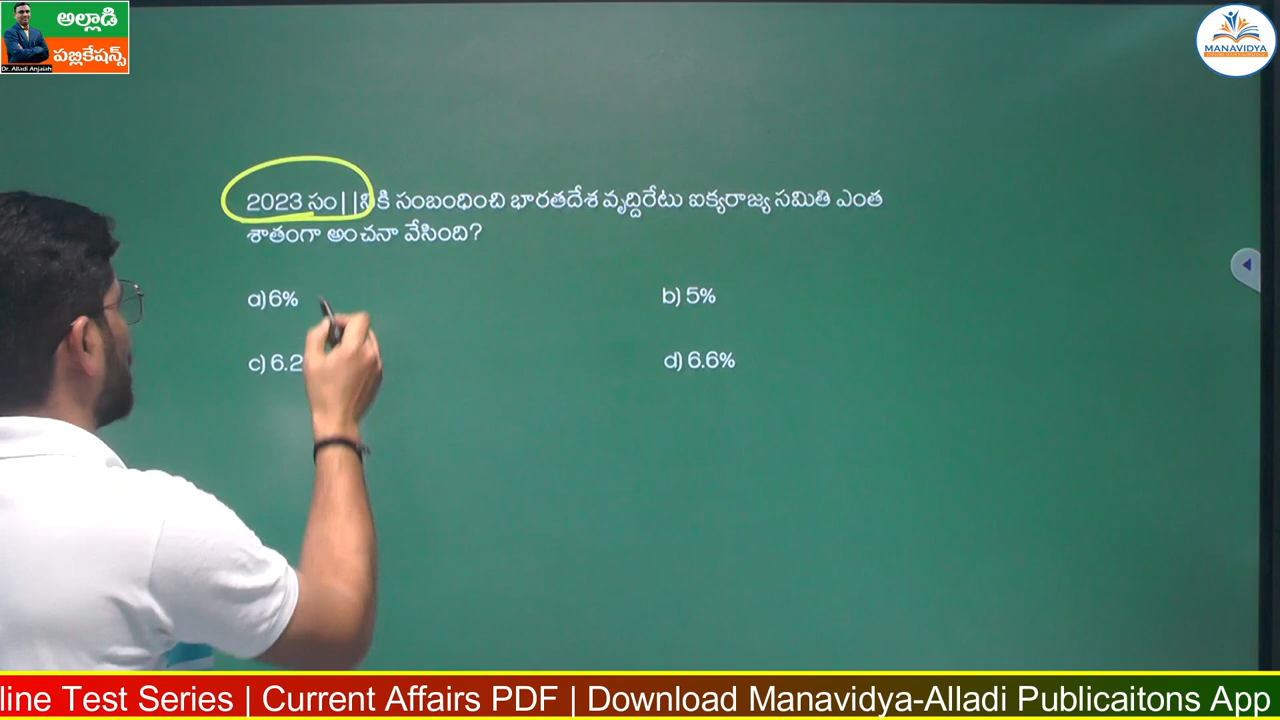 అల్లాడి
పబ్లికేషన్స్
Dr. Alladi Anjaiah
MANAVIDYA
2023 సం||నికి సంబంధించి భారతదేశ వృద్దిరేటు ఐక్యరాజ్య సమితి ఎంత
శాతంగా అంచనా వేసింది?
a) 6%
b) 5%
c) 6.2
d) 6.6%
line Test Series | Current Affairs PDF | Download Manavidya-Alladi Publicaitons App